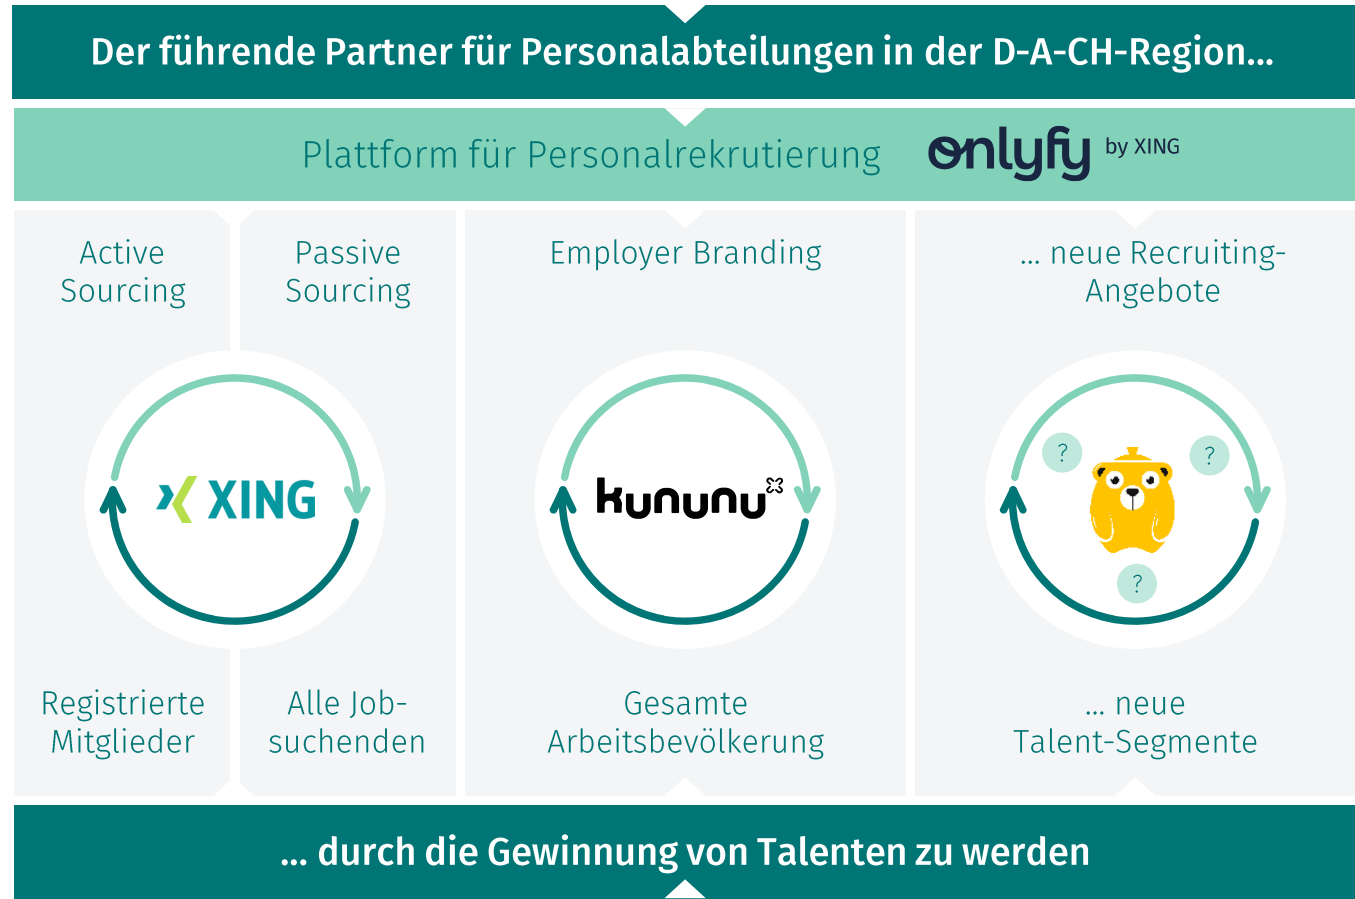 Der führende Partner für Personalabteilungen in der D-A-CH-Region...
Plattform für Personalrekrutierung onlyfy by XING
Active
Sourcing
Passive
Sourcing
Employer Branding
... neue Recruiting-
Angebote
XING
kununu
?
?
?
Registrierte
Mitglieder
Alle Job-
suchenden
Gesamte
Arbeitsbevölkerung
... neue
Talent-Segmente
... durch die Gewinnung von Talenten zu werden